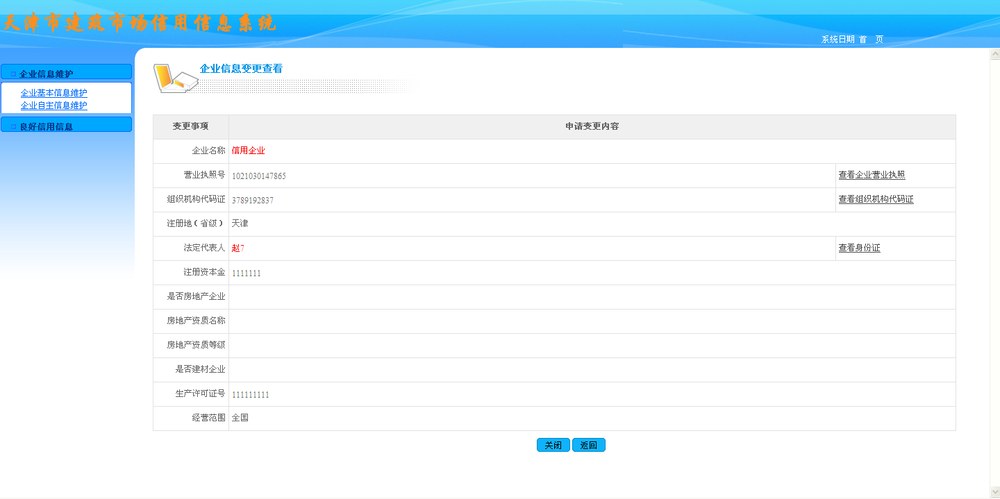 天津市建筑市场信用信息系统
系统日期 首 页
企业信息维护
企业基本信息维护
企业自主信息维护
良好信用信息
企业信息变更查看
变更事项 申请变更内容
企业名称 信用企业
营业执照号 1021030147865 查看企业营业执照
组织机构代码证 3789192837 查看组织机构代码证
注册地（省级） 天津
法定代表人 赵7 查看身份证
注册资本金 1111111
是否房地产企业
房地产资质名称
房地产资质等级
是否建材企业
生产许可证号 111111111
经营范围 全国
关闭 返回